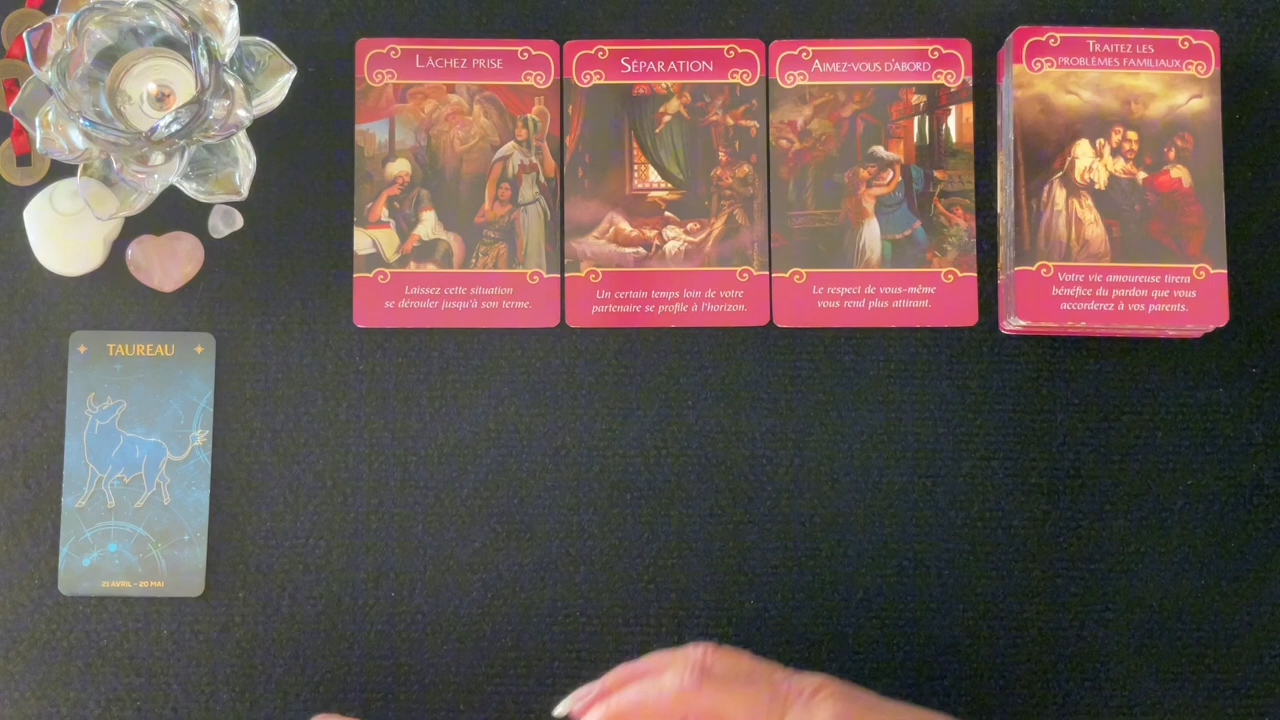 LÂCHEZ PRISE
Laissez cette situation
se dérouler jusqu'à son terme.
SÉPARATION
Un certain temps loin de votre
partenaire se profile à l'horizon.
AIMEZ-VOUS D'ABORD
Le respect de vous-même
vous rend plus attirant.
TRAITEZ LES
PROBLÈMES FAMILIAUX
Votre vie amoureuse tirera
bénéfice du pardon que vous
accorderez à vos parents.
TAUREAU
21 AVRIL - 20 MAI